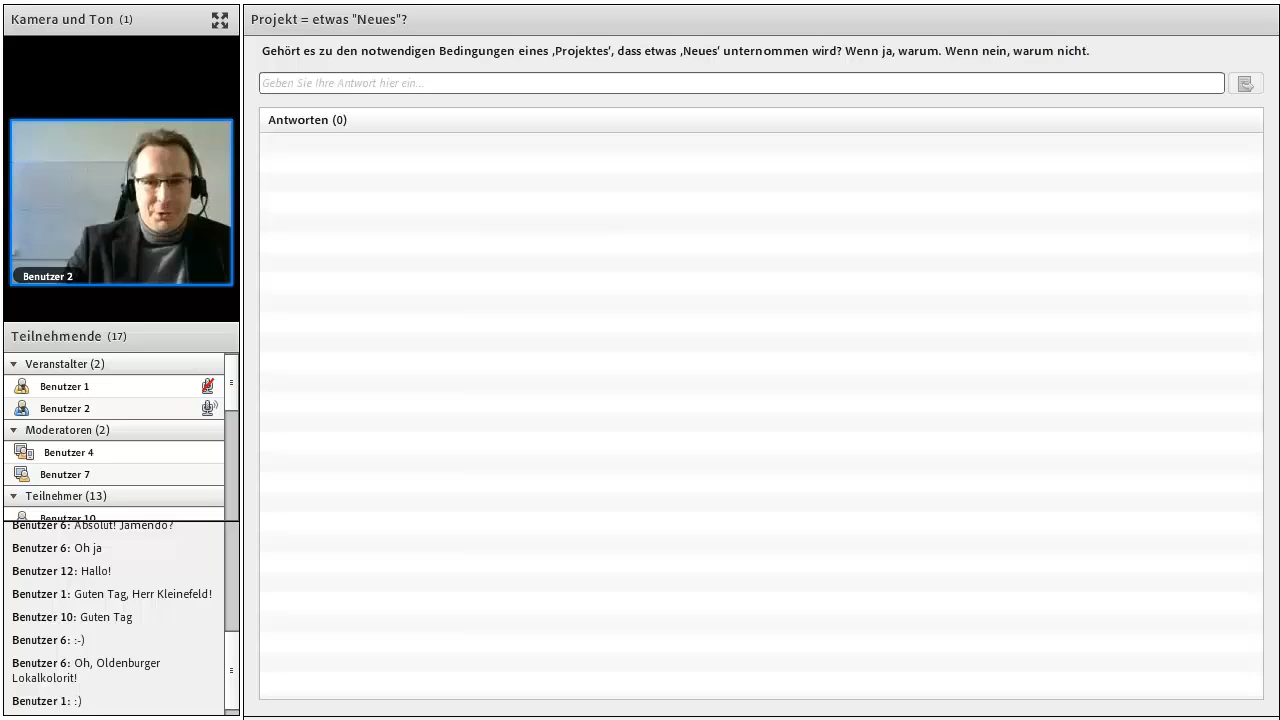 Kamera und Ton (1)
Benutzer 2
Teilnehmende (17)
Veranstalter (2)
Benutzer 1
Benutzer 2
Moderatoren (2)
Benutzer 4
Benutzer 7
Teilnehmer (13)
Benutzer 10
Benutzer 6: Absolut! Jamendo?
Benutzer 6: Oh ja
Benutzer 12: Hallo!
Benutzer 1: Guten Tag, Herr Kleinefeld!
Benutzer 10: Guten Tag
Benutzer 6: :-)
Benutzer 6: Oh, Oldenburger
Lokalkolorit!
Benutzer 1: :)
Projekt = etwas "Neues"?
Gehört es zu den notwendigen Bedingungen eines ‚Projektes‘, dass etwas ‚Neues‘ unternommen wird? Wenn ja, warum. Wenn nein, warum nicht.
Geben Sie Ihre Antwort hier ein...
Antworten (0)